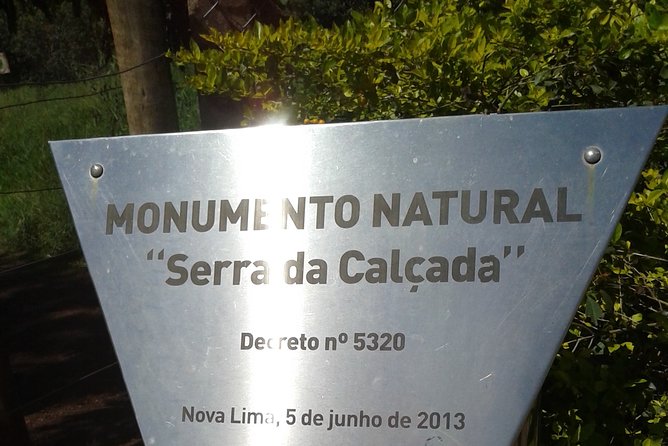 MONUMENTO NATURAL
“Serra da Calçada”
Decreto nº 5320
Nova Lima, 5 de junho de 2013